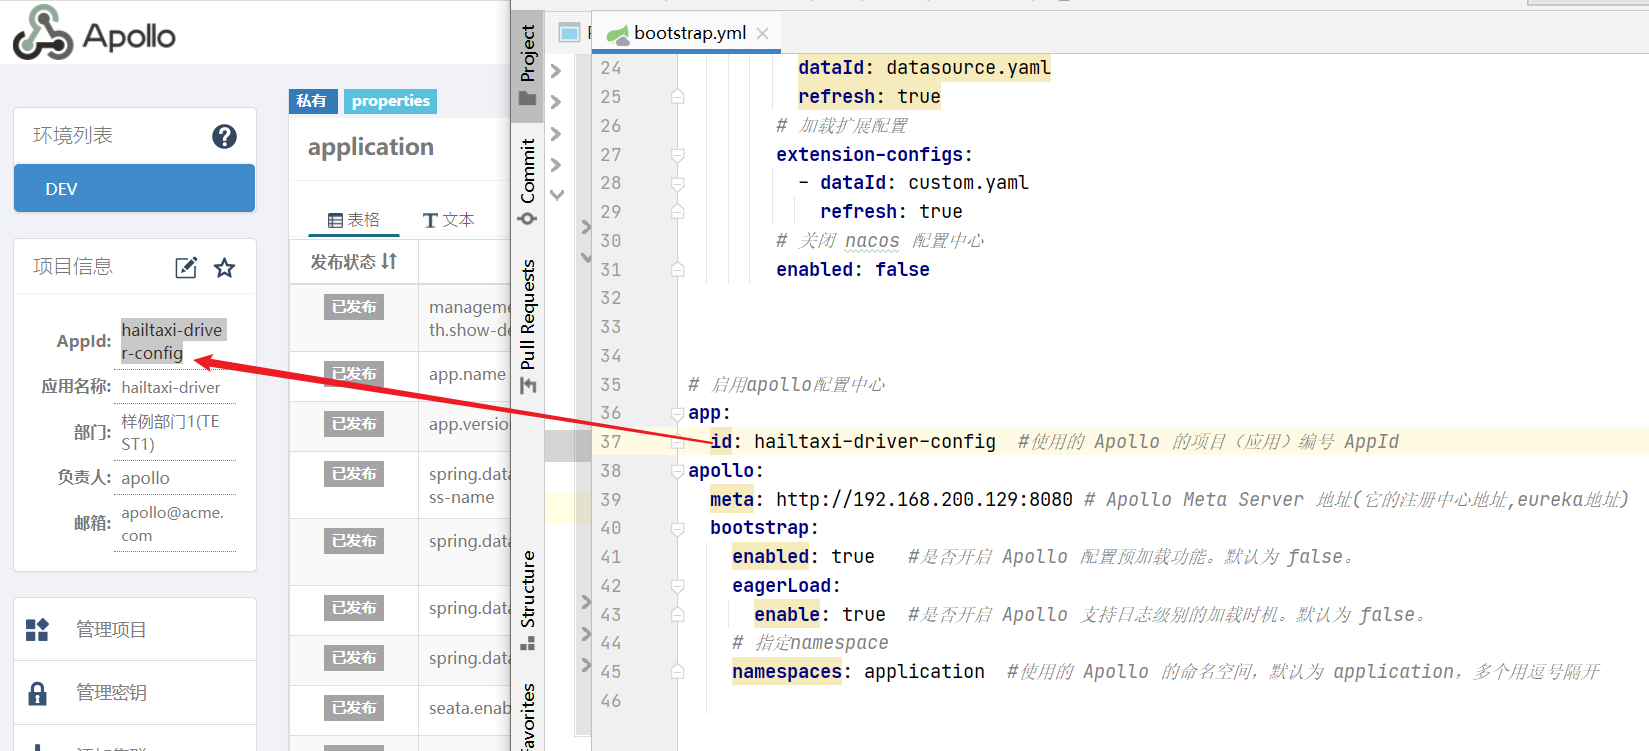 Apollo
环境列表
DEV
项目信息
AppId:
hailtaxi-drive
r-config
应用名称: hailtaxi-driver
部门:
样例部门1(TE
ST1)
负责人: apollo
邮箱:
apollo@acme.
com
管理项目
管理密钥
私有 properties
application
表格 文本
发布状态
已发布
manageme
th.show-de
已发布 app.name
已发布 app.versio
已发布
spring.data
ss-name
已发布 spring.data
已发布 spring.data
已发布 spring.data
已发布 seata.enab
Project
Commit
Pull Requests
Structure
Favorites
bootstrap.yml
24 dataId: datasource.yaml
25 refresh: true
26 # 加载扩展配置
27 extension-configs:
28 - dataId: custom.yaml
29 refresh: true
30 # 关闭 nacos 配置中心
31 enabled: false
32
33
34
35 # 启用apollo配置中心
36 app:
37 id: hailtaxi-driver-config #使用的 Apollo 的项目（应用）编号 AppId
38 apollo:
39 meta: http://192.168.200.129:8080 # Apollo Meta Server 地址(它的注册中心地址,eureka地址)
40 bootstrap:
41 enabled: true #是否开启 Apollo 配置预加载功能。默认为 false。
42 eagerLoad:
43 enable: true #是否开启 Apollo 支持日志级别的加载时机。默认为 false。
44 # 指定namespace
45 namespaces: application #使用的 Apollo 的命名空间，默认为 application，多个用逗号隔开
46